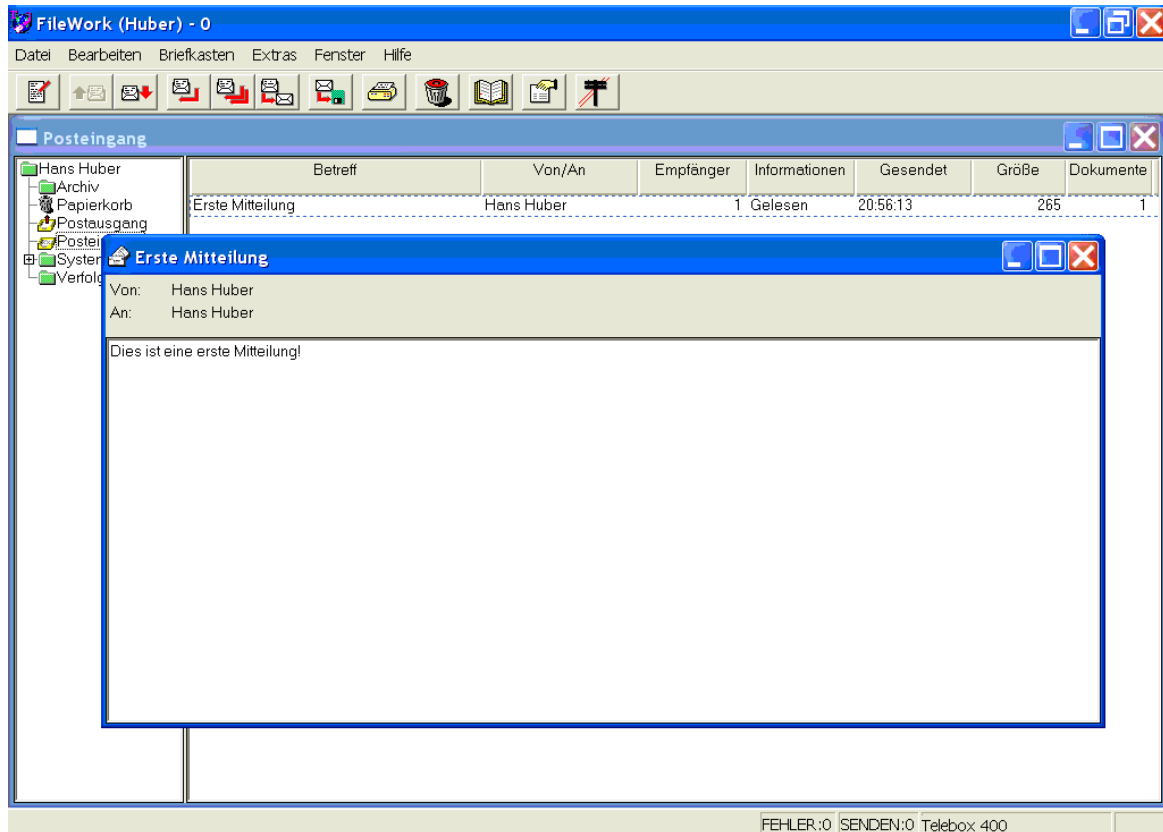 FileWork (Huber) - 0
Datei Bearbeiten Briefkasten Extras Fenster Hilfe
Posteingang
Hans Huber
Archiv
Papierkorb
Postausgang
Betreff Von/An Empfänger Informationen Gesendet Größe Dokumente
Erste Mitteilung Hans Huber 1 Gelesen 20:56:13 265 1
Erste Mitteilung
Von: Hans Huber
An: Hans Huber
Dies ist eine erste Mitteilung!
FEHLER:0 SENDEN:0 Telebox 400